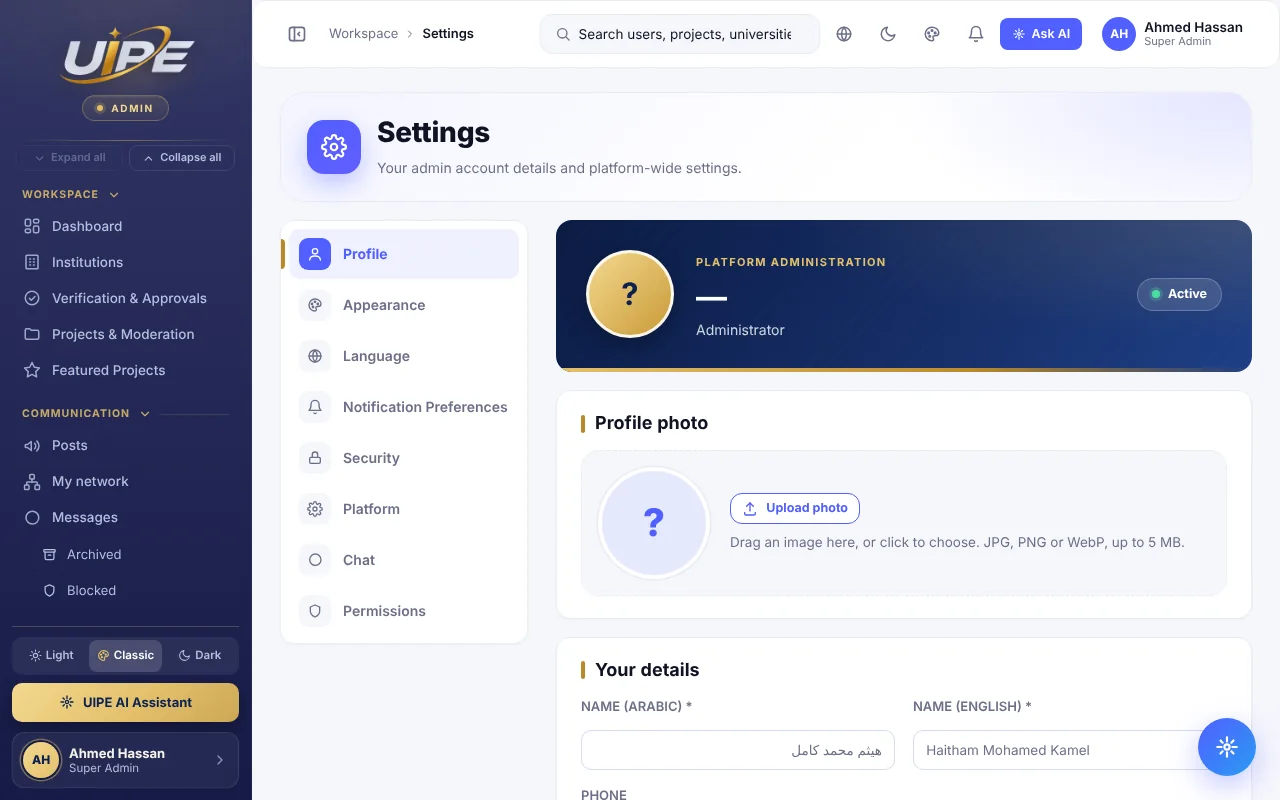 UIPE
ADMIN
Expand all
Collapse all
WORKSPACE
Dashboard
Institutions
Verification & Approvals
Projects & Moderation
Featured Projects
COMMUNICATION
Posts
My network
Messages
Archived
Blocked
Light
Classic
Dark
UIPE AI Assistant
AH
Ahmed Hassan
Super Admin
Workspace › Settings
Search users, projects, universitie
Ask AI
AH
Ahmed Hassan
Super Admin
Settings
Your admin account details and platform-wide settings.
Profile
Appearance
Language
Notification Preferences
Security
Platform
Chat
Permissions
?
PLATFORM ADMINISTRATION
—
Administrator
Active
Profile photo
?
Upload photo
Drag an image here, or click to choose. JPG, PNG or WebP, up to 5 MB.
Your details
NAME (ARABIC) *
هيثم محمد كامل
NAME (ENGLISH) *
Haitham Mohamed Kamel
PHONE